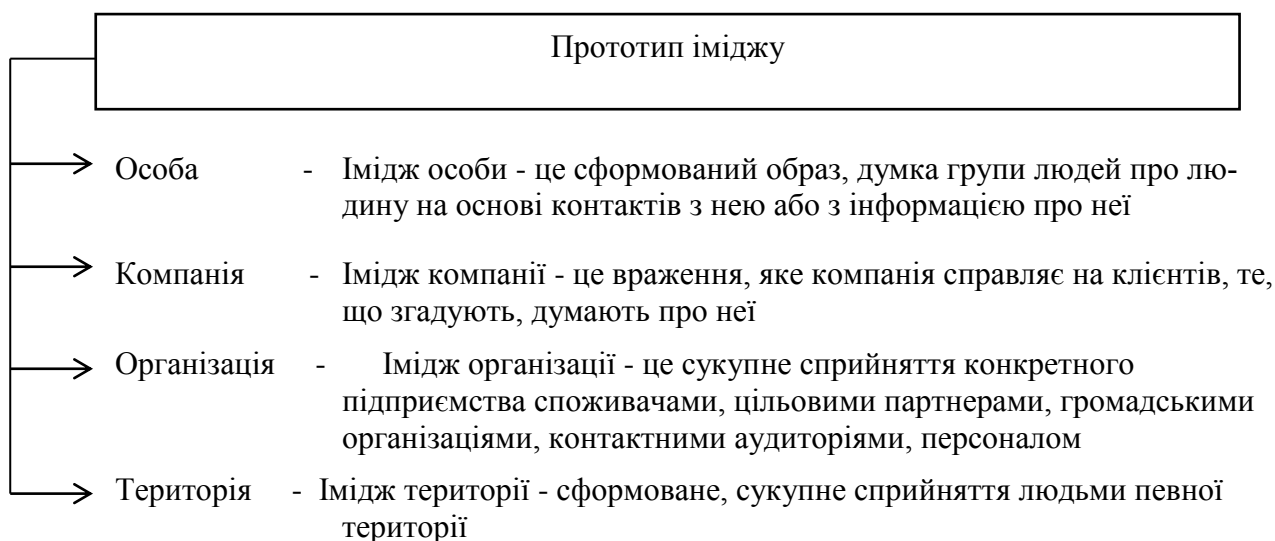 Прототип іміджу
Особа - Імідж особи - це сформований образ, думка групи людей про лю-
дину на основі контактів з нею або з інформацією про неї
Компанія - Імідж компанії - це враження, яке компанія справляє на клієнтів, те,
що згадують, думають про неї
Організація - Імідж організації - це сукупне сприйняття конкретного
підприємства споживачами, цільовими партнерами, громадськими
організаціями, контактними аудиторіями, персоналом
Територія - Імідж території - сформоване, сукупне сприйняття людьми певної
території